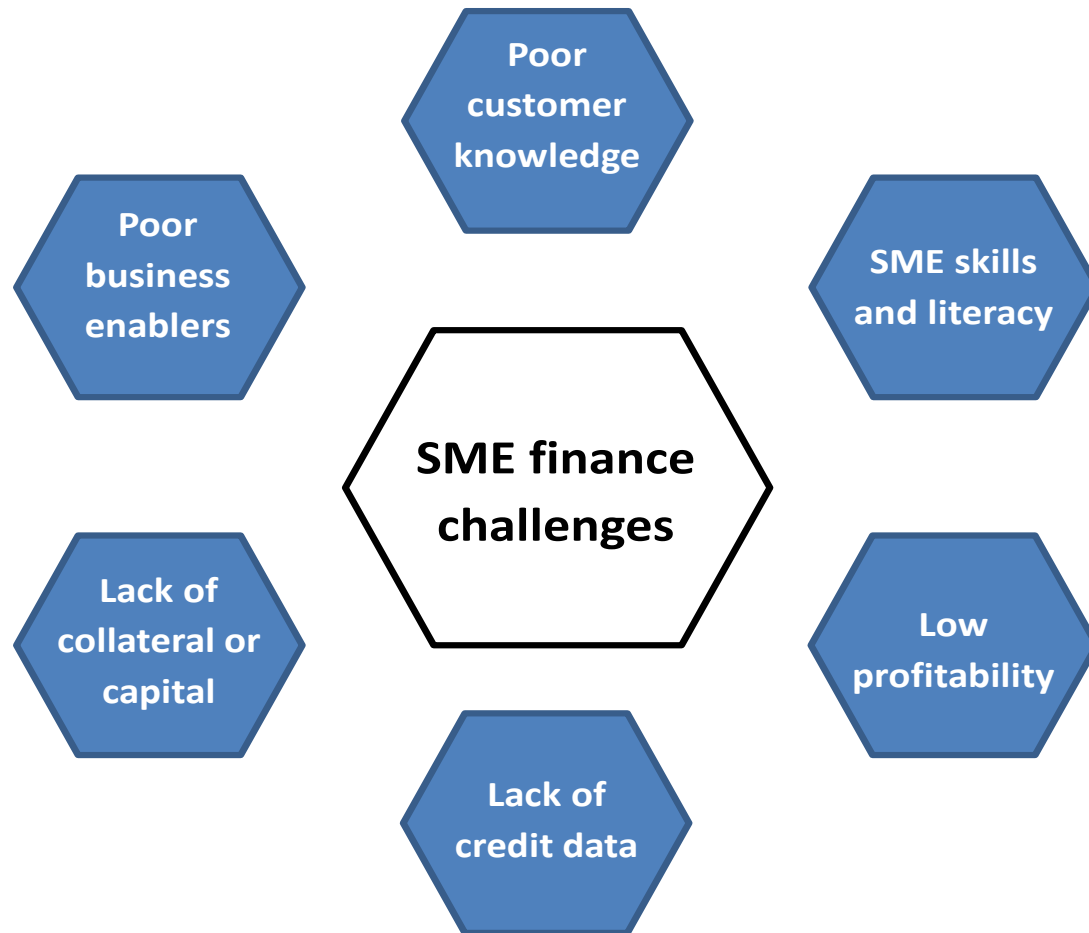 Poor
customer
knowledge
Poor
business
enablers
SME skills
and literacy
SME finance
challenges
Lack of
collateral or
capital
Low
profitability
Lack of
credit data